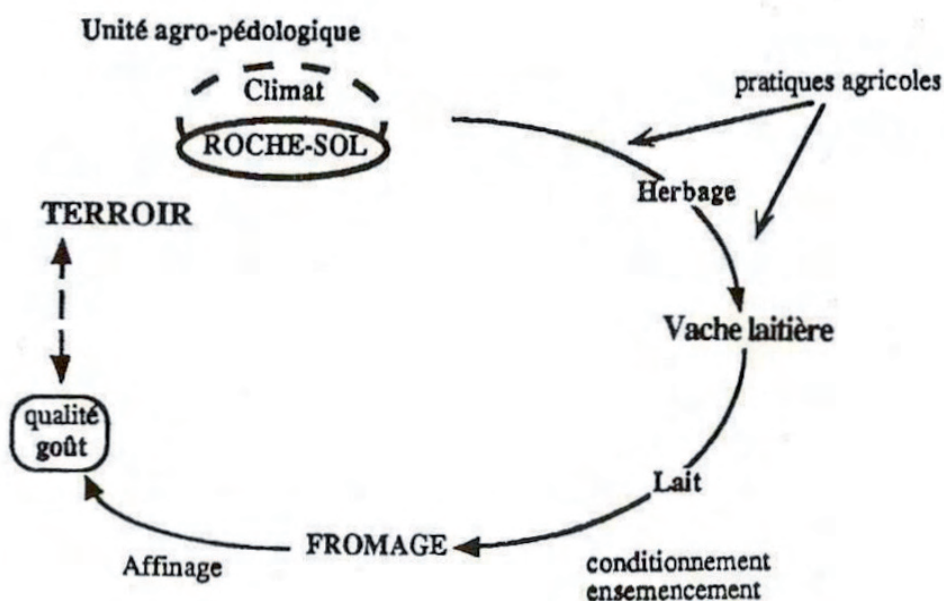 Unité agro-pédologique
Climat
ROCHE-SOL
pratiques agricoles
Herbage
TERROIR
Vache laitière
qualité
goût
Lait
FROMAGE
Affinage
conditionnement
ensemencement